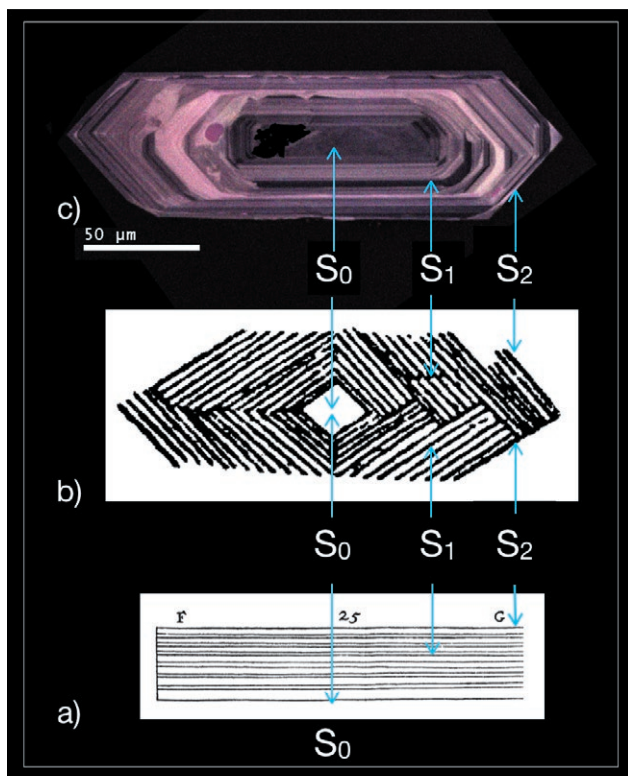 c)
50 µm
S₀ S₁ S₂
b)
S₀ S₁ S₂
F 25 G
a)
S₀